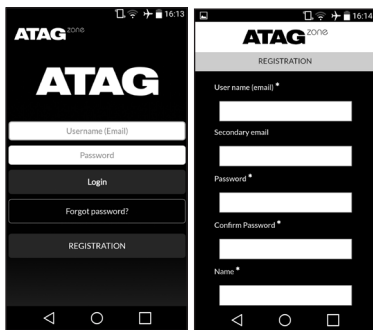 16:13
ATAG zone
ATAG
Username (Email)
Password
Login
Forgot password?
REGISTRATION
16:14
ATAG zone
REGISTRATION
User name (email) *
Secondary email
Password *
Confirm Password *
Name *